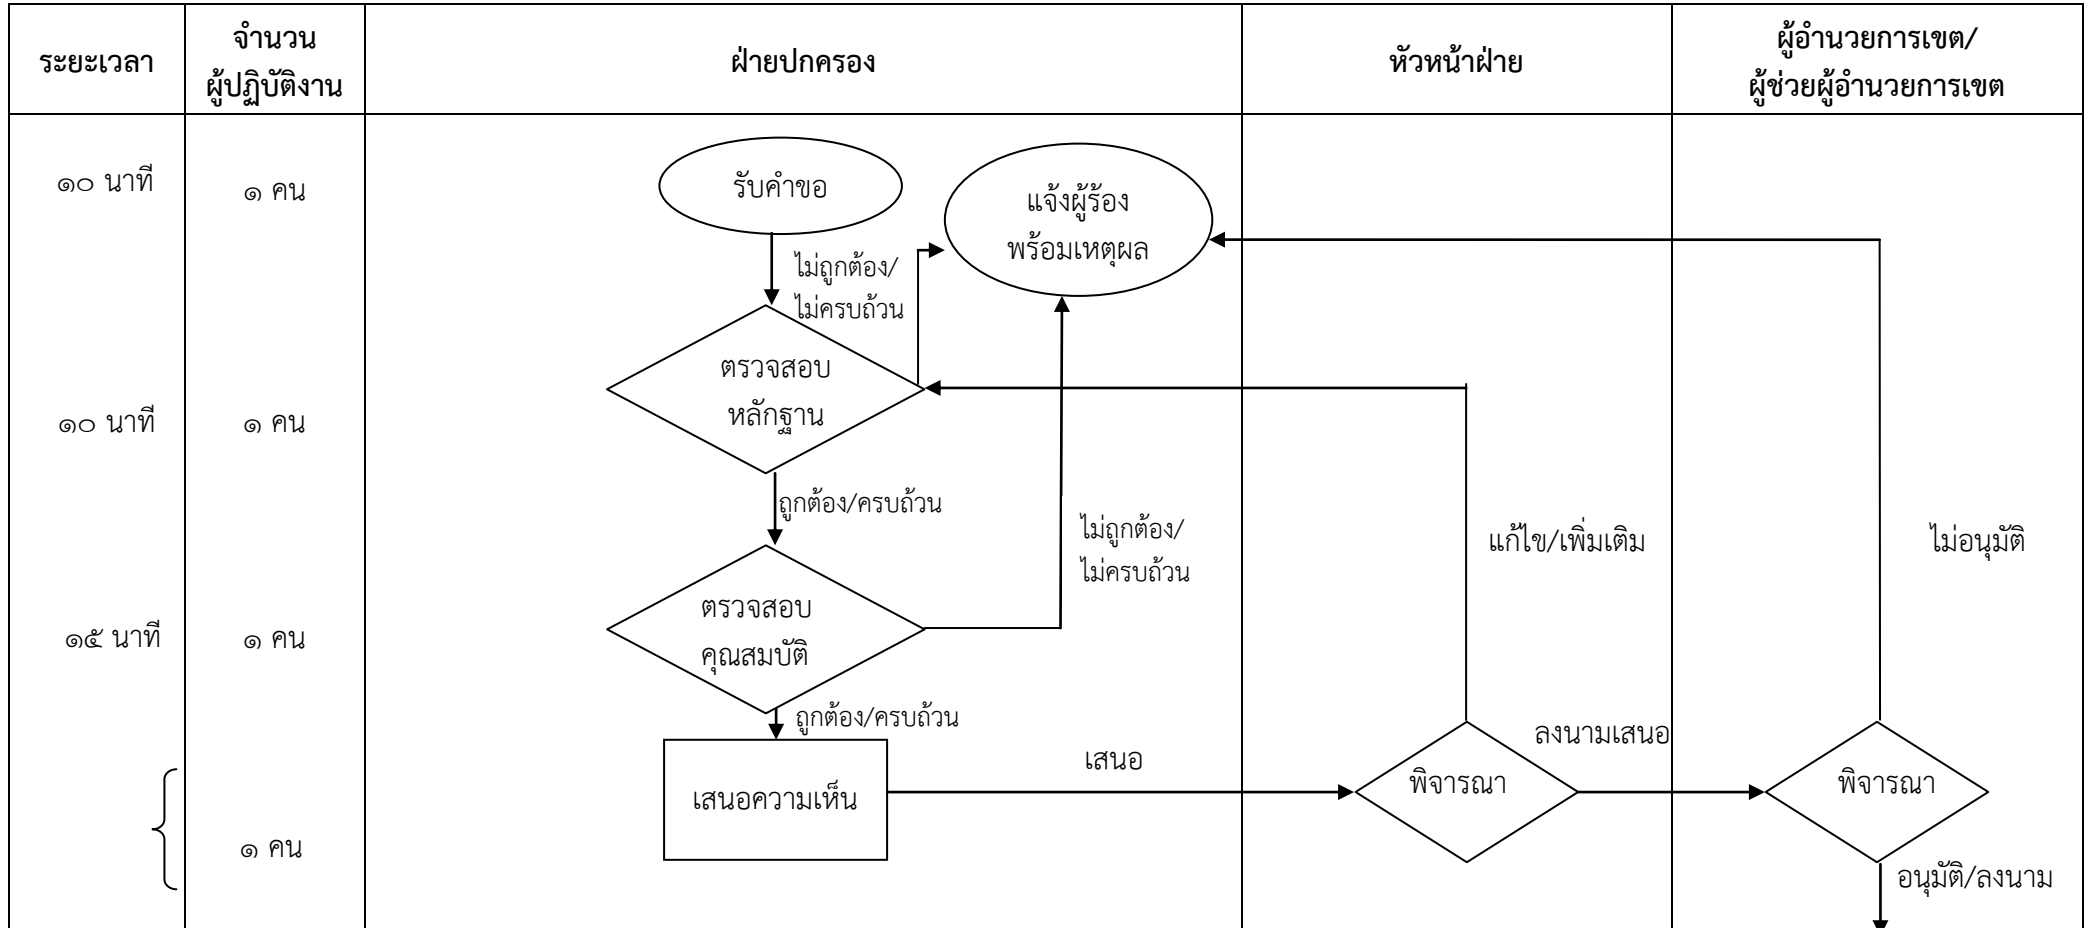 ระยะเวลา
จำนวน
ผู้ปฏิบัติงาน
ฝ่ายปกครอง
หัวหน้าฝ่าย
ผู้อำนวยการเขต/
ผู้ช่วยผู้อำนวยการเขต
๑๐ นาที
๑ คน
รับคำขอ
แจ้งผู้ร้อง
พร้อมเหตุผล
ไม่ถูกต้อง/
ไม่ครบถ้วน
ตรวจสอบ
หลักฐาน
๑๐ นาที
๑ คน
ถูกต้อง/ครบถ้วน
ไม่ถูกต้อง/
ไม่ครบถ้วน
แก้ไข/เพิ่มเติม
ไม่อนุมัติ
๑๕ นาที
๑ คน
ตรวจสอบ
คุณสมบัติ
ถูกต้อง/ครบถ้วน
เสนอ
ลงนามเสนอ
เสนอความเห็น
พิจารณา
พิจารณา
๑ คน
อนุมัติ/ลงนาม